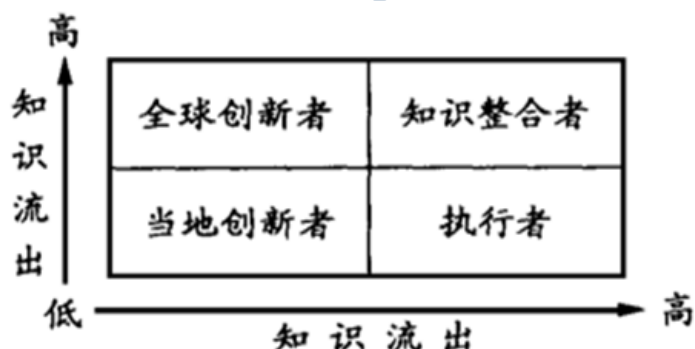 高
知识流出
全球创新者 知识整合者
当地创新者 执行者
低
高
知识流出